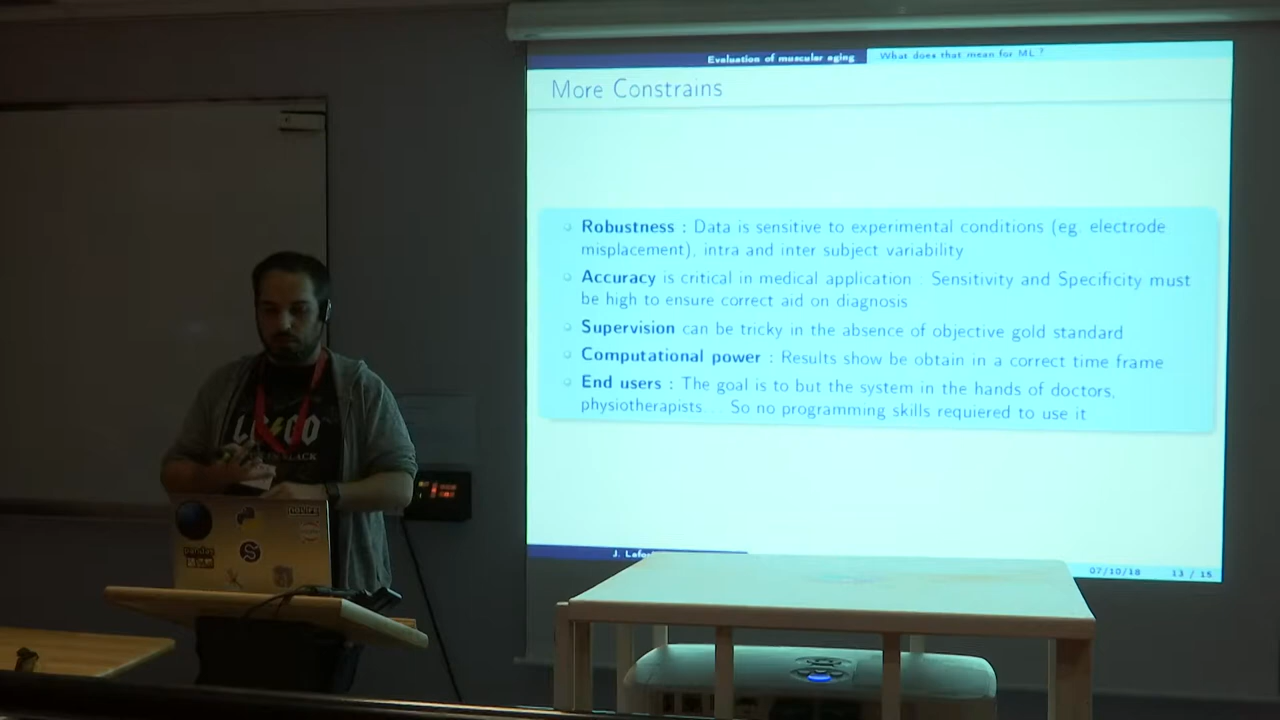 Evaluation of muscular aging
What does that mean for ML ?
More Constrains
Robustness : Data is sensitive to experimental conditions (eg. electrode
misplacement), intra and inter subject variability
Accuracy is critical in medical application : Sensitivity and Specificity must
be high to ensure correct aid on diagnosis
Supervision can be tricky in the absence of objective gold standard
Computational power : Results show be obtain in a correct time frame
End users : The goal is to but the system in the hands of doctors,
physiotherapists... So no programming skills requiered to use it
J.
07/10/18
13 / 15
pandas